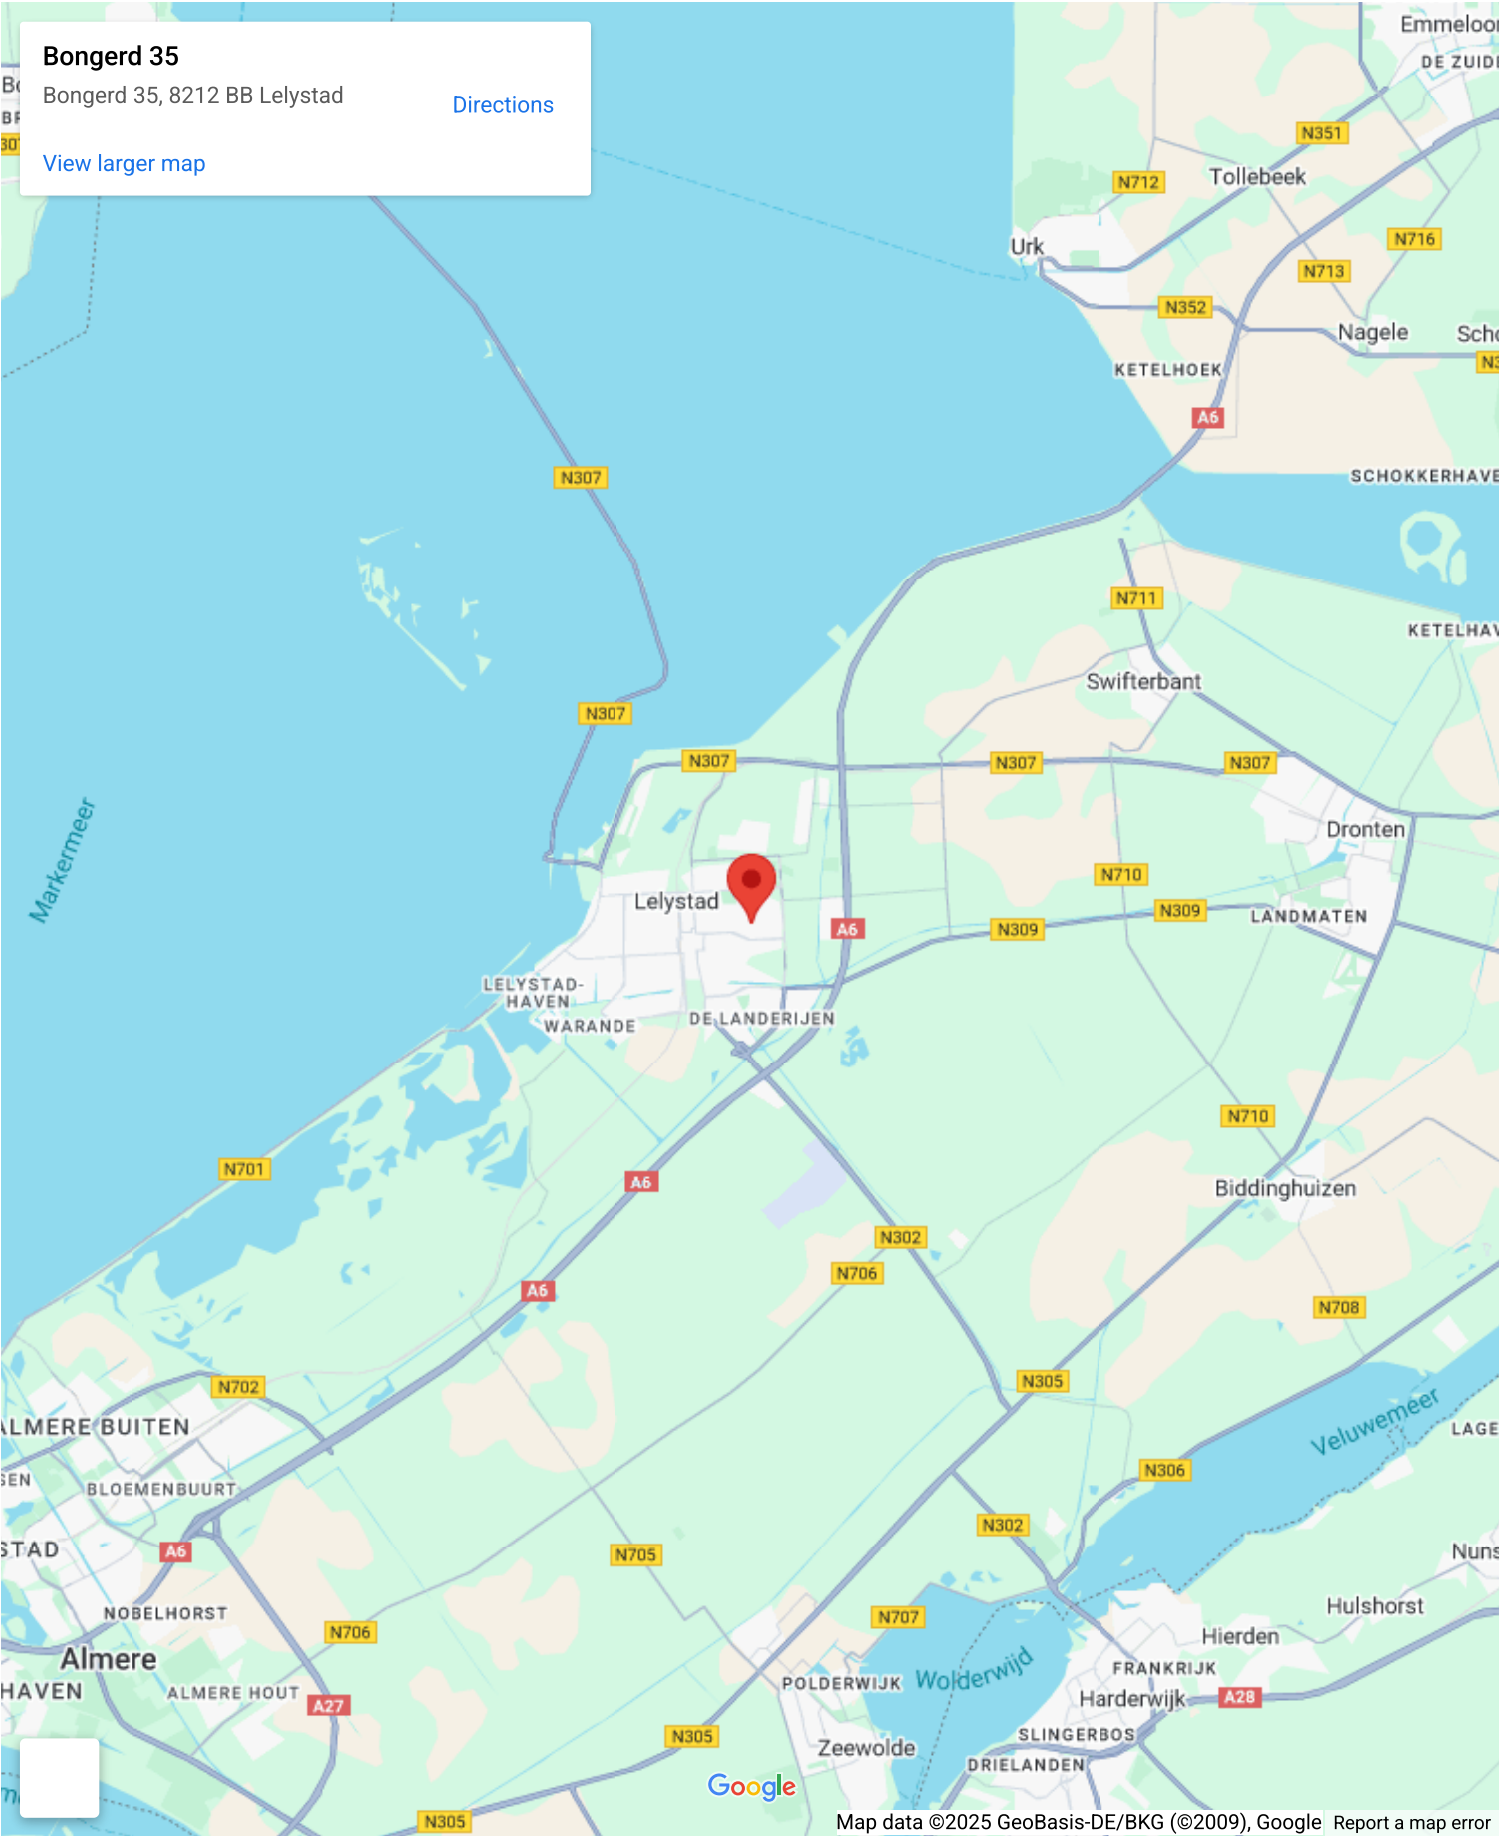 Bongerd 35
Bongerd 35, 8212 BB Lelystad
Directions
View larger map
DE ZUID
N351
Tollebeek
N712
Urk
N716
N713
N352
Nagele
KETELHOEK
A6
N307
SCHOKKERHAVE
N711
KETELHAV
Swifterbant
N307
N307
N307
N307
Markermeer
Dronten
N710
Lelystad
N309
LANDMATEN
A6
N309
LELYSTAD-
HAVEN
WARANDE
DE LANDERIJEN
N710
N701
A6
Biddinghuizen
N302
N706
A6
N708
N305
N702
Veluwemeer
ALMERE BUITEN
LAGE
N306
BLOEMENBUURT
N302
STAD
A6
N705
Nuns
Hulshorst
NOBELHORST
N707
N706
Hierden
Almere
Wolderwijd
FRANKRIJK
HAVEN
ALMERE HOUT
POLDERWIJK
Harderwijk
A28
A27
SLINGERBOS
N305
Zeewolde
DRIELANDEN
Google
N305
Map data ©2025 GeoBasis-DE/BKG (©2009), Google
Report a map error